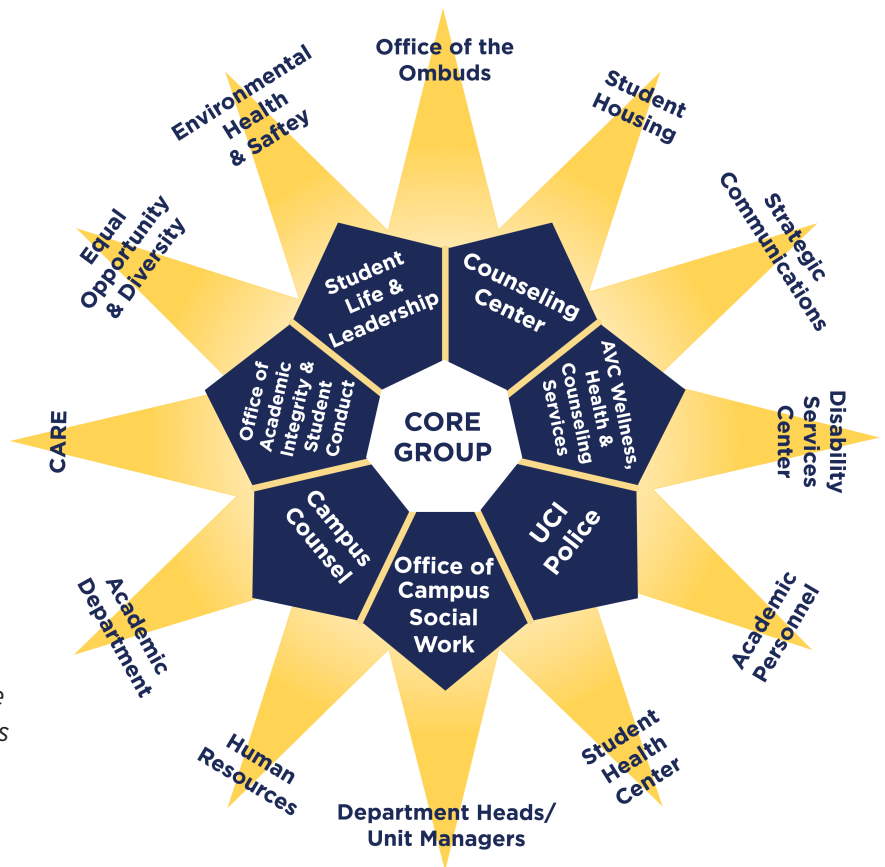 Office of the
Ombuds
Student
Housing
Strategic
Communications
Disability
Services
Center
Academic
Personnel
Student
Health
Center
Department Heads/
Unit Managers
Human
Resources
Academic
Department
CARE
Equal
Opportunity
& Diversity
Environmental
Health
& Saftey
Student
Life &
Leadership
Counseling
Center
AVC Wellness,
Health &
Counseling
Services
UCI
Police
Office of
Campus
Social
Work
Campus
Counsel
Office of
Academic
Integrity &
Student
Conduct
CORE
GROUP